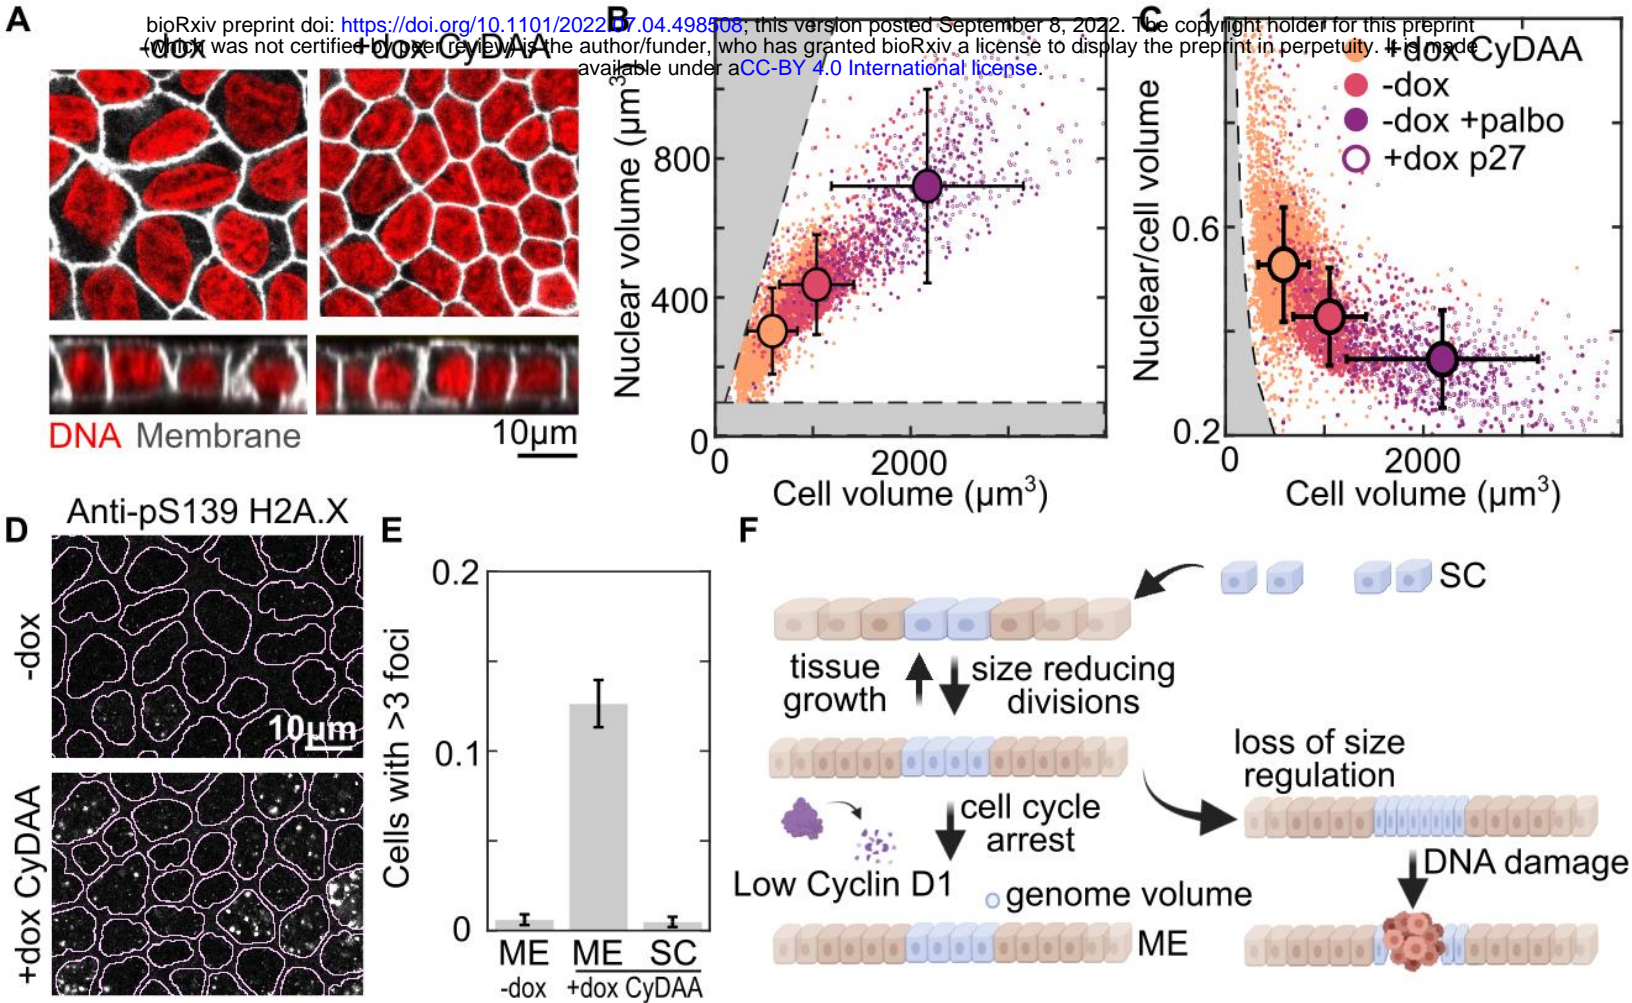 bioRxiv preprint doi: https://doi.org/10.1101/2022.07.04.498508; this version posted September 8, 2022. The copyright holder for this preprint
(which was not certified by peer review) is the author/funder, who has granted bioRxiv a license to display the preprint in perpetuity. It is made
available under aCC-BY 4.0 International license.
A
-dox
+dox CyDAA
DNA Membrane
10µm
B
Nuclear volume (µm³)
800
400
0
0
2000
Cell volume (µm³)
C
+dox CyDAA
-dox
-dox +palbo
+dox p27
Nuclear/cell volume
1
0.6
0.2
0
2000
Cell volume (µm³)
D
Anti-pS139 H2A.X
-dox
10µm
+dox CyDAA
E
Cells with >3 foci
0.2
0.1
0
ME ME SC
-dox +dox CyDAA
F
SC
tissue
growth
size reducing
divisions
loss of size
regulation
cell cycle
arrest
Low Cyclin D1
genome volume
DNA damage
ME